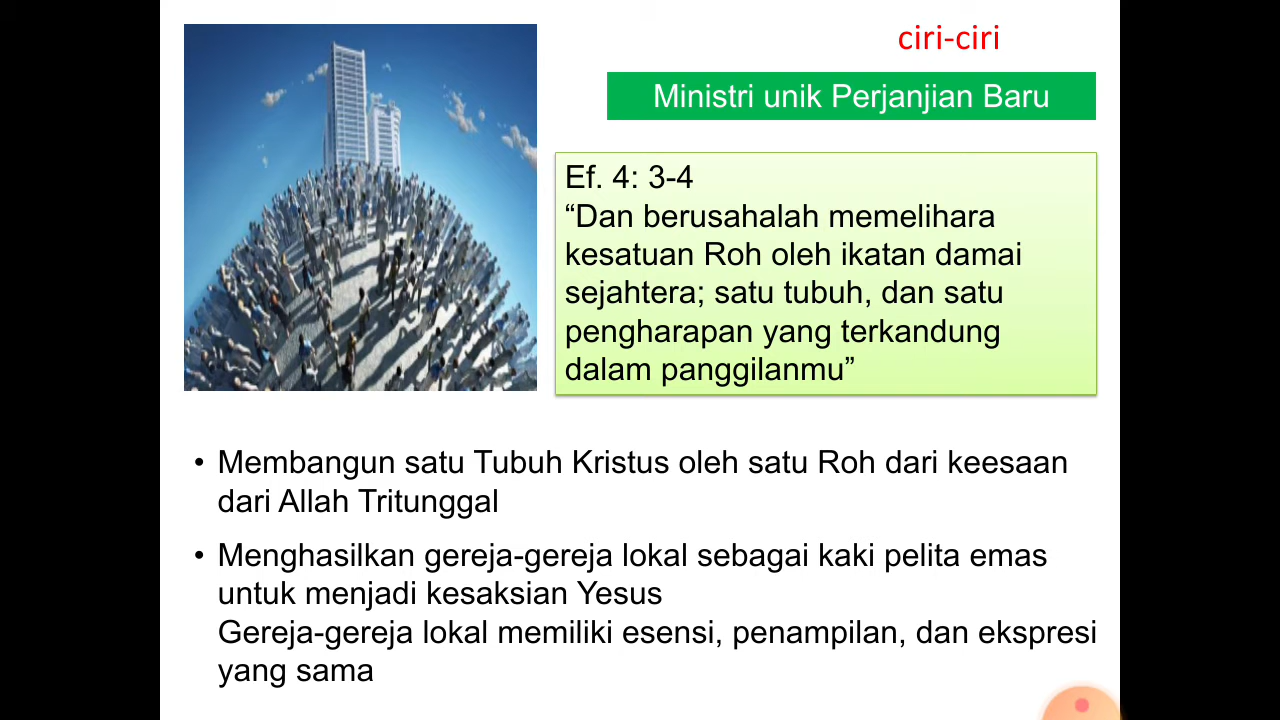 ciri-ciri
Ministri unik Perjanjian Baru
Ef. 4: 3-4
“Dan berusahalah memelihara
kesatuan Roh oleh ikatan damai
sejahtera; satu tubuh, dan satu
pengharapan yang terkandung
dalam panggilanmu”
• Membangun satu Tubuh Kristus oleh satu Roh dari keesaan
dari Allah Tritunggal
• Menghasilkan gereja-gereja lokal sebagai kaki pelita emas
untuk menjadi kesaksian Yesus
Gereja-gereja lokal memiliki esensi, penampilan, dan ekspresi
yang sama